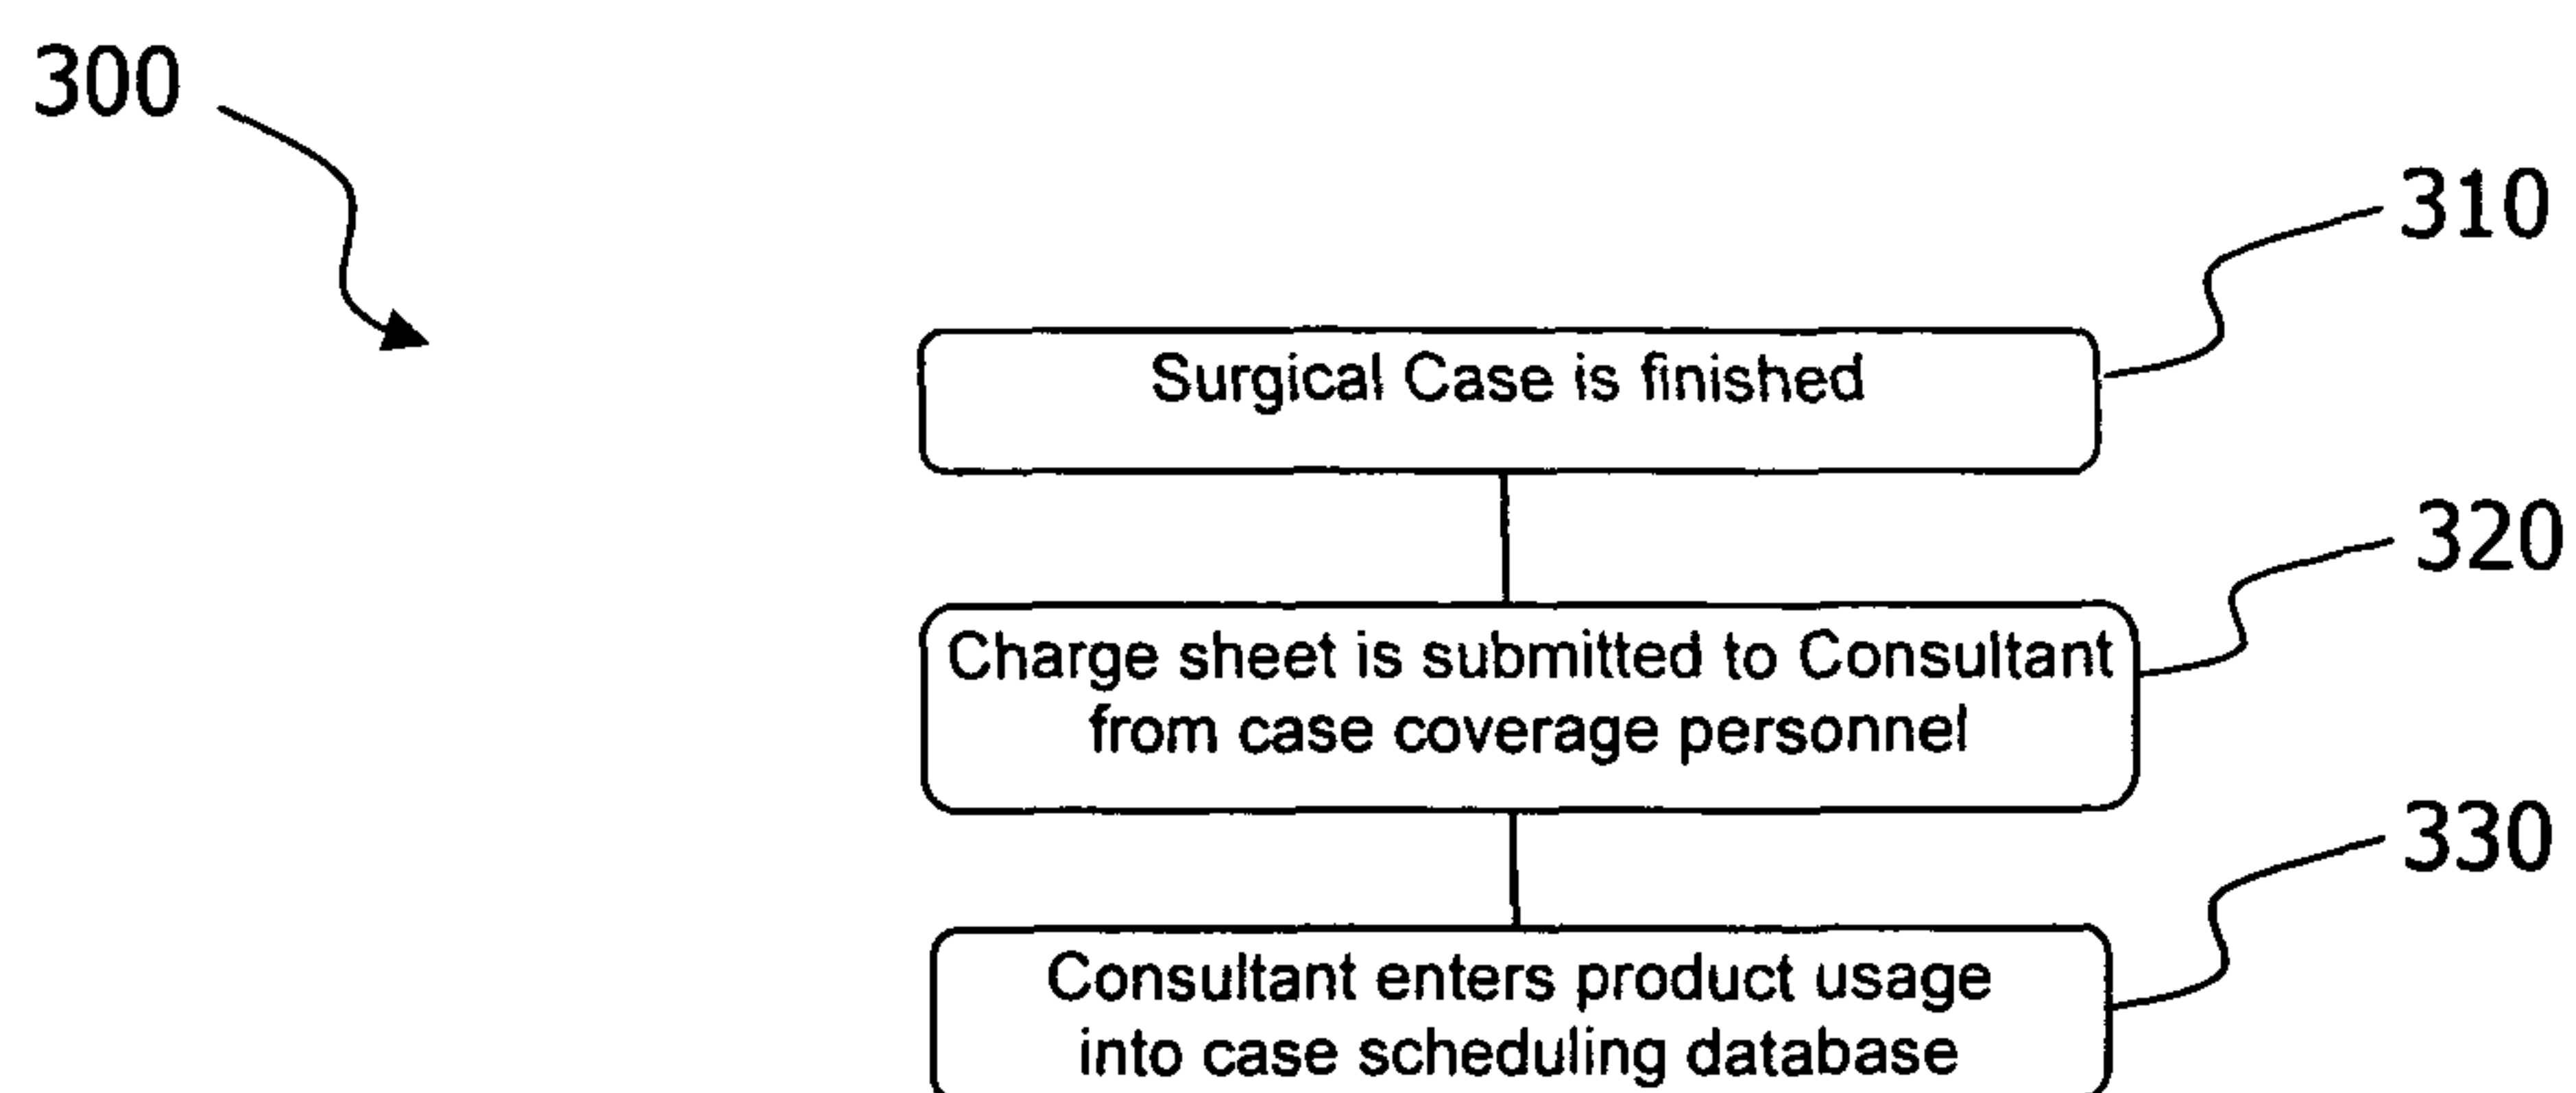 300
310
Surgical Case is finished
320
Charge sheet is submitted to Consultant
from case coverage personnel
330
Consultant enters product usage
into case scheduling database